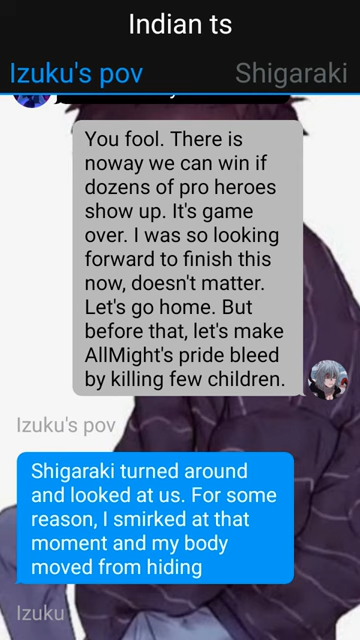 Indian ts
Izuku's pov Shigaraki
You fool. There is
noway we can win if
dozens of pro heroes
show up. It's game
over. I was so looking
forward to finish this
now, doesn't matter.
Let's go home. But
before that, let's make
AllMight's pride bleed
by killing few children.
Izuku's pov
Shigaraki turned around
and looked at us. For some
reason, I smirked at that
moment and my body
moved from hiding
Izuku